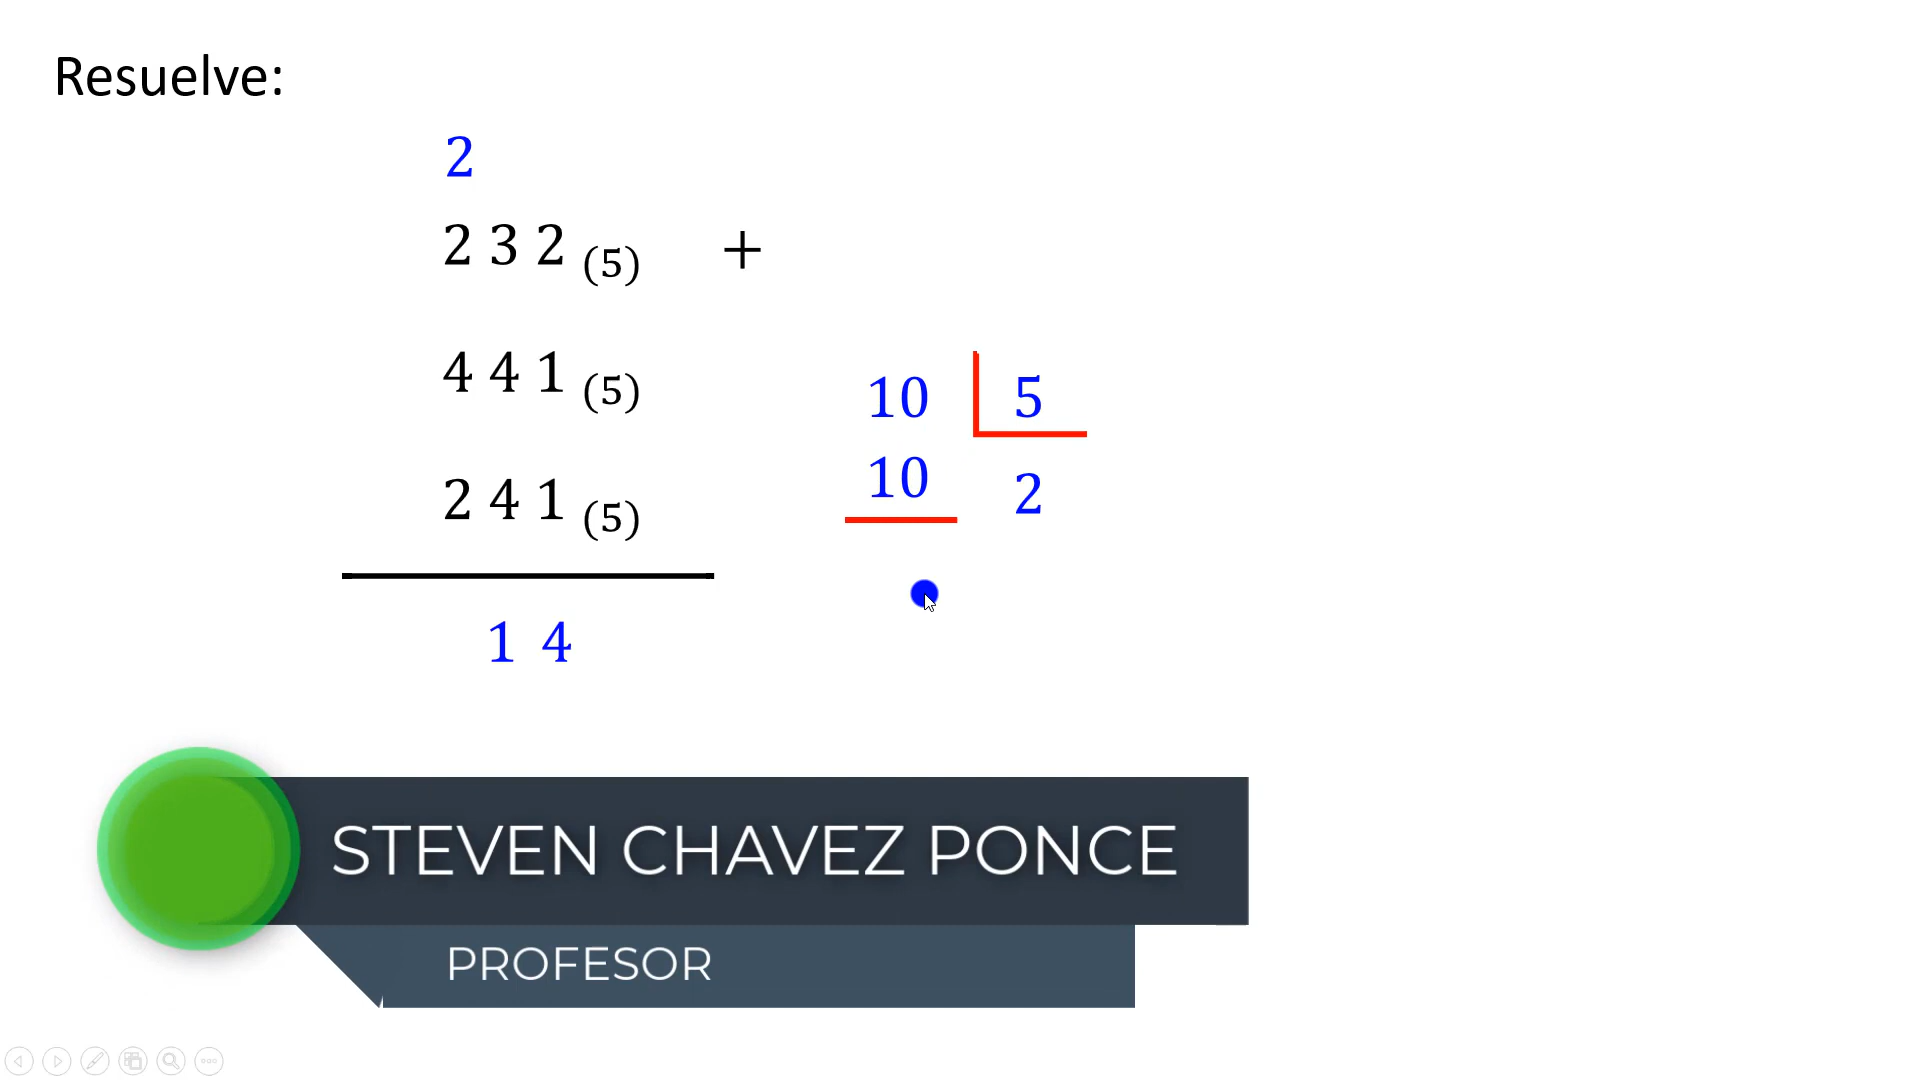 Resuelve:
2
2 3 2 (5) +
4 4 1 (5)
2 4 1 (5)
1 4
10 5
10 2
STEVEN CHAVEZ PONCE
PROFESOR